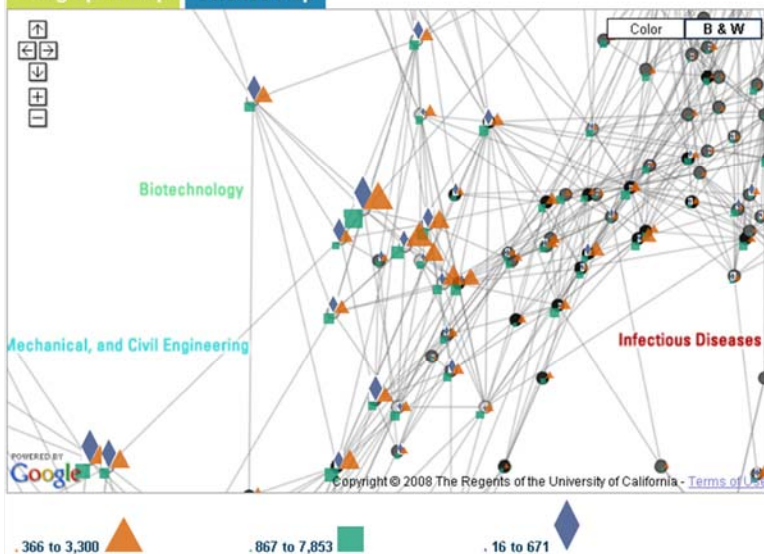 Color B & W
Biotechnology
Mechanical, and Civil Engineering
Infectious Diseases
POWERED BY
Google
Copyright © 2008 The Regents of the University of California - Terms of Use
. 366 to 3,300 . 867 to 7,853 . 16 to 671